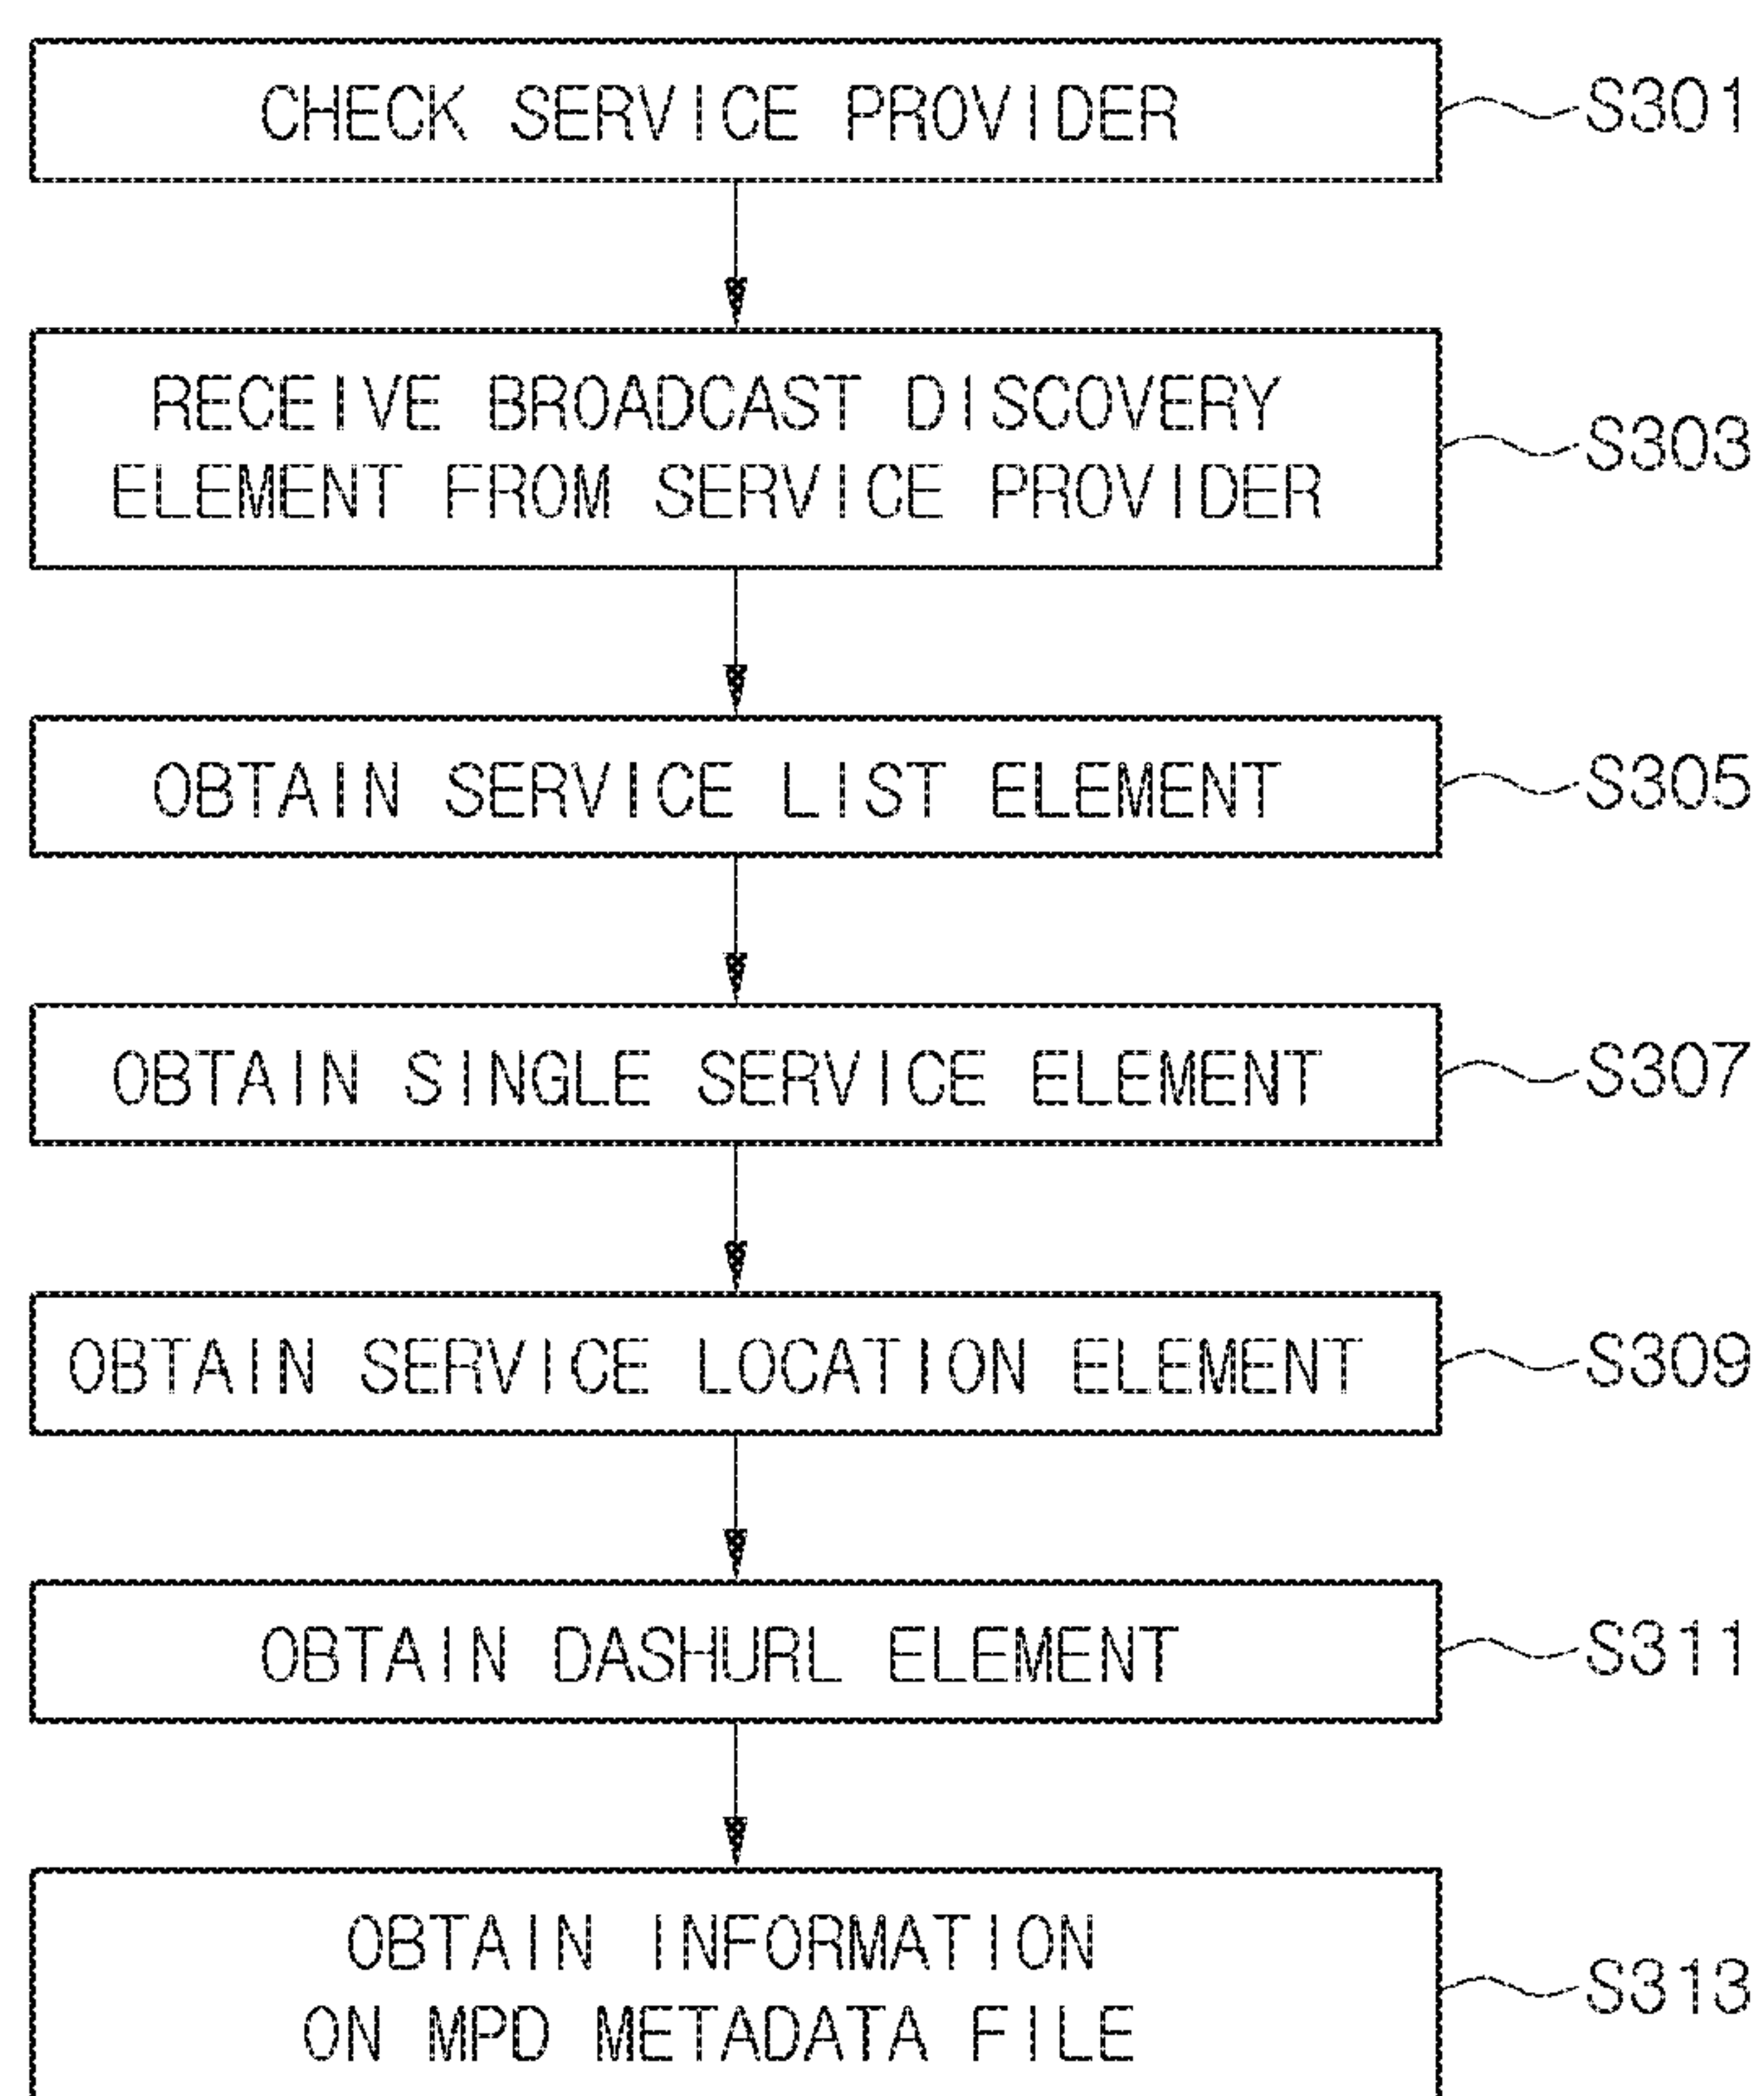 CHECK SERVICE PROVIDER
S301
RECEIVE BROADCAST DISCOVERY
ELEMENT FROM SERVICE PROVIDER
S303
OBTAIN SERVICE LIST ELEMENT
S305
OBTAIN SINGLE SERVICE ELEMENT
S307
OBTAIN SERVICE LOCATION ELEMENT
S309
OBTAIN DASHURL ELEMENT
S311
OBTAIN INFORMATION
ON MPD METADATA FILE
S313